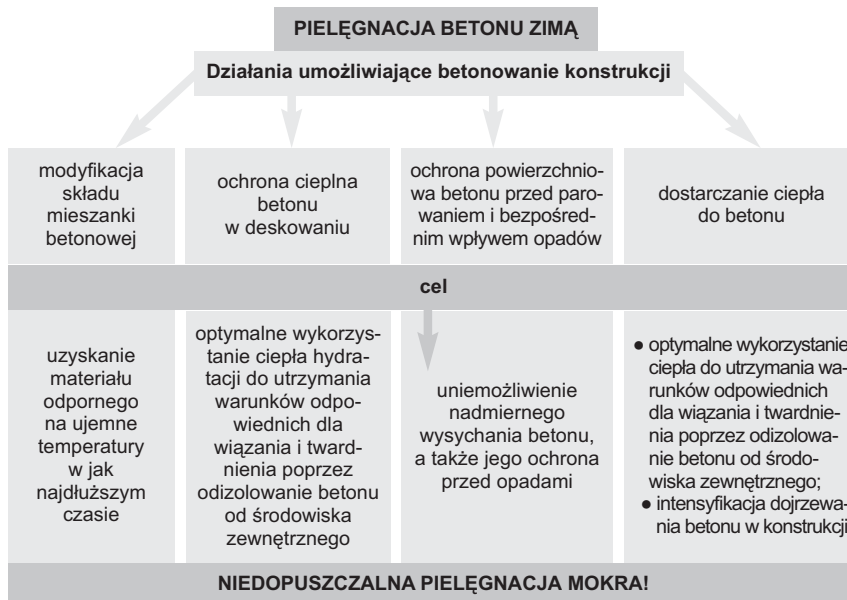 PIELĘGNACJA BETONU ZIMĄ
Działania umożliwiające betonowanie konstrukcji
modyfikacja
składu
mieszanki
betonowej
ochrona cieplna
betonu
w deskowaniu
ochrona powierzchnio-
wa betonu przed paro-
waniem i bezpośred-
nim wpływem opadów
dostarczanie ciepła
do betonu
cel
uzyskanie
materiału
odpornego
na ujemne
temperatury
w jak
najdłuższym
czasie
optymalne wykorzys-
tanie ciepła hydra-
tacji do utrzymania
warunków odpo-
wiednich dla
wiązania i tward-
nienia poprzez
odizolowanie betonu
od środowiska
zewnętrznego
uniemożliwienie
nadmiernego
wysychania betonu,
a także jego ochrona
przed opadami
● optymalne wykorzystanie
ciepła do utrzymania wa-
runków odpowiednich
dla wiązania i twardnie-
nia poprzez odizolowa-
nie betonu od środo-
wiska zewnętrznego;
● intensyfikacja dojrzewa-
nia betonu w konstrukcji
NIEDOPUSZCZALNA PIELĘGNACJA MOKRA!